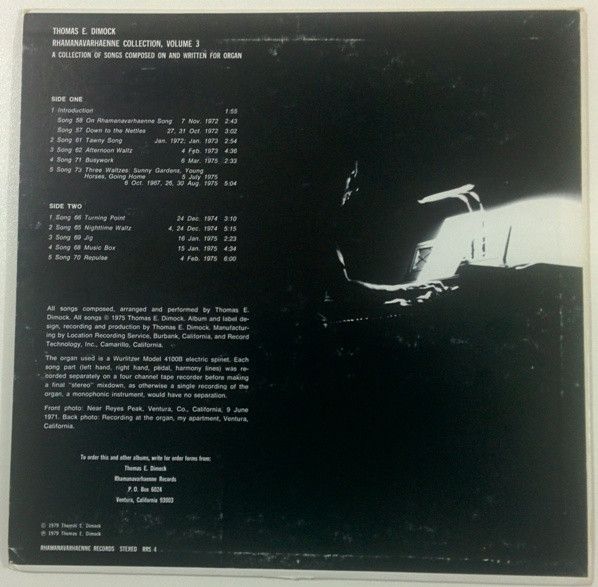 THOMAS E. DIMOCK
RHAMANAVARHAENNE COLLECTION, VOLUME 3
A COLLECTION OF SONGS COMPOSED ON AND WRITTEN FOR ORGAN
SIDE ONE
1 Introduction 1:55
Song 58 On Rhamanavarhaenne Song 7 Nov. 1972 2:43
Song 57 Down to the Nettles 27, 31 Oct. 1972 3:02
2 Song 61 Tawny Song Jan. 1972; Jan. 1973 2:54
3 Song 62 Afternoon Waltz 4 Feb. 1973 4:36
4 Song 71 Busywork 6 Mar. 1975 2:33
5 Song 73 Three Waltzes: Sunny Gardens, Young
Horses, Going Home 5 July 1975
6 Oct. 1967, 26, 30 Aug. 1975 5:04
SIDE TWO
1 Song 66 Turning Point 24 Dec. 1974 3:10
2 Song 65 Nighttime Waltz 4, 24 Dec. 1974 5:15
3 Song 69 Jig 16 Jan. 1975 2:23
4 Song 68 Music Box 15 Jan. 1975 4:34
5 Song 70 Repulse 4 Feb. 1975 6:00
All songs composed, arranged and performed by Thomas E.
Dimock. All songs © 1975 Thomas E. Dimock. Album and label de-
sign, recording and production by Thomas E. Dimock. Manufactur-
ing by Location Recording Service, Burbank, California, and Record
Technology, Inc., Camarillo, California.
The organ used is a Wurlitzer Model 4100B electric spinet. Each
song part (left hand, right hand, pedal, harmony lines) was re-
corded separately on a four channel tape recorder before making
a final "stereo" mixdown, as otherwise a single recording of the
organ, a monophonic instrument, would have no separation.
Front photo: Near Reyes Peak, Ventura, Co., California, 9 June
1971. Back photo: Recording at the organ, my apartment, Ventura,
California.
To order this and other albums, write for order forms from:
Thomas E. Dimock
Rhamanavarhaenne Records
P. O. Box 6024
Ventura, California 93003
© 1979 Thomas E. Dimock
℗ 1979 Thomas E. Dimock
RHAMANAVARHAENNE RECORDS STEREO RRS 4